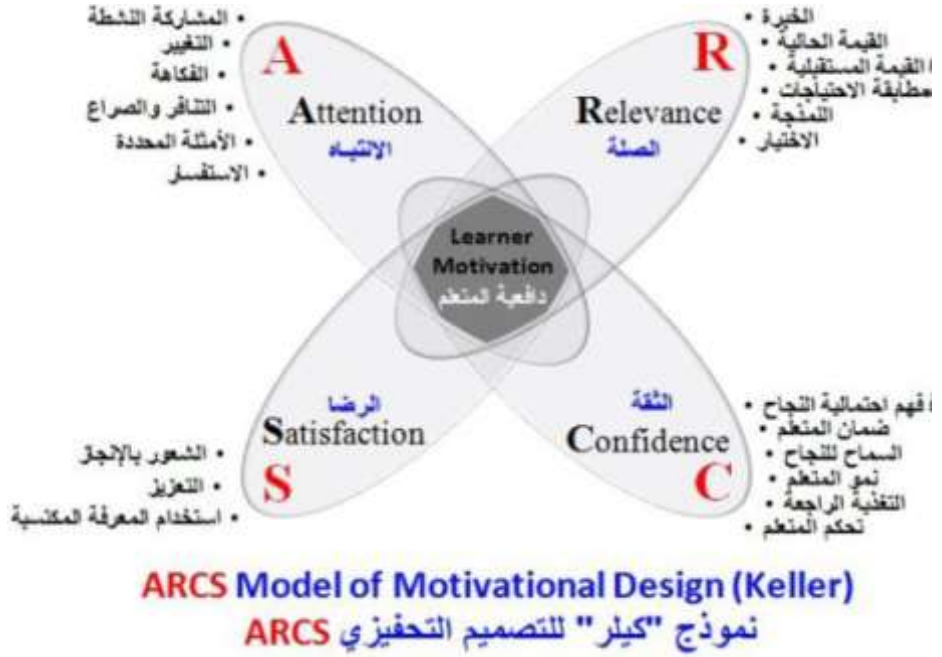 • المشاركة النشطة
• التغيير
• الفكاهة
• التنافر والصراع
• الأمثلة المحددة
• الاستفسار
A
Attention
الانتباه
• الخبرة
• القيمة الحالية
• القيمة المستقبلية
• مطابقة الاحتياجات
• النمذجة
• الاختيار
R
Relevance
الصلة
Learner
Motivation
دافعية المتعلم
الرضا
Satisfaction
S
• الشعور بالإنجاز
• التعزيز
• استخدام المعرفة المكتسبة
الثقة
Confidence
C
• فهم احتمالية النجاح
• ضمان المتعلم
• السماح للنجاح
• نمو المتعلم
• التغذية الراجعة
• تحكم المتعلم
ARCS Model of Motivational Design (Keller)
نموذج "كيلر" للتصميم التحفيزي ARCS